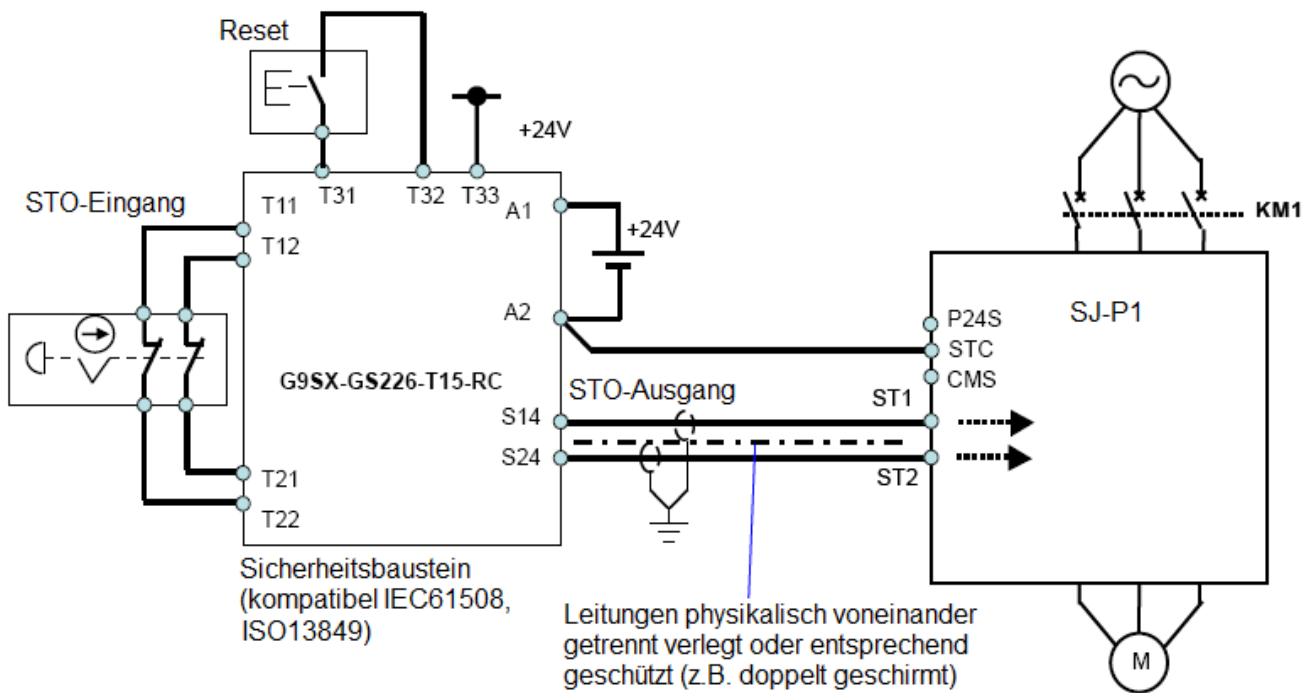 Reset
+24V
T31
T32
T33
STO-Eingang
T11
T12
A1
+24V
KM1
A2
P24S
SJ-P1
STC
CMS
G9SX-GS226-T15-RC
STO-Ausgang
ST1
S14
S24
ST2
T21
T22
M
Sicherheitsbaustein
(kompatibel IEC61508,
ISO13849)
Leitungen physikalisch voneinander
getrennt verlegt oder entsprechend
geschützt (z.B. doppelt geschirmt)